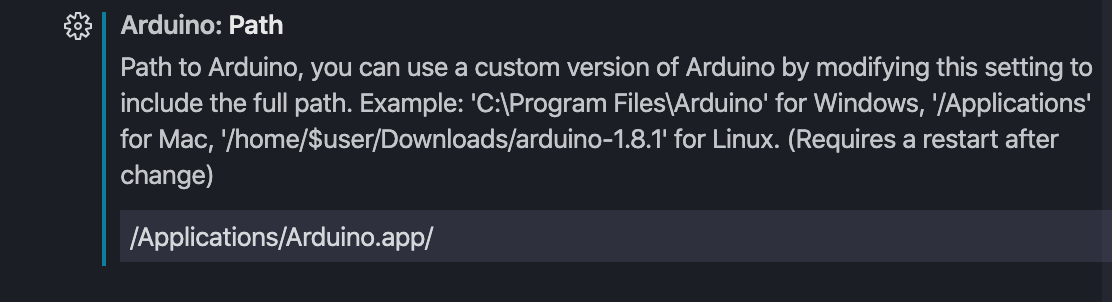 Arduino: Path
Path to Arduino, you can use a custom version of Arduino by modifying this setting to
include the full path. Example: 'C:\Program Files\Arduino' for Windows, '/Applications'
for Mac, '/home/$user/Downloads/arduino-1.8.1' for Linux. (Requires a restart after
change)
/Applications/Arduino.app/